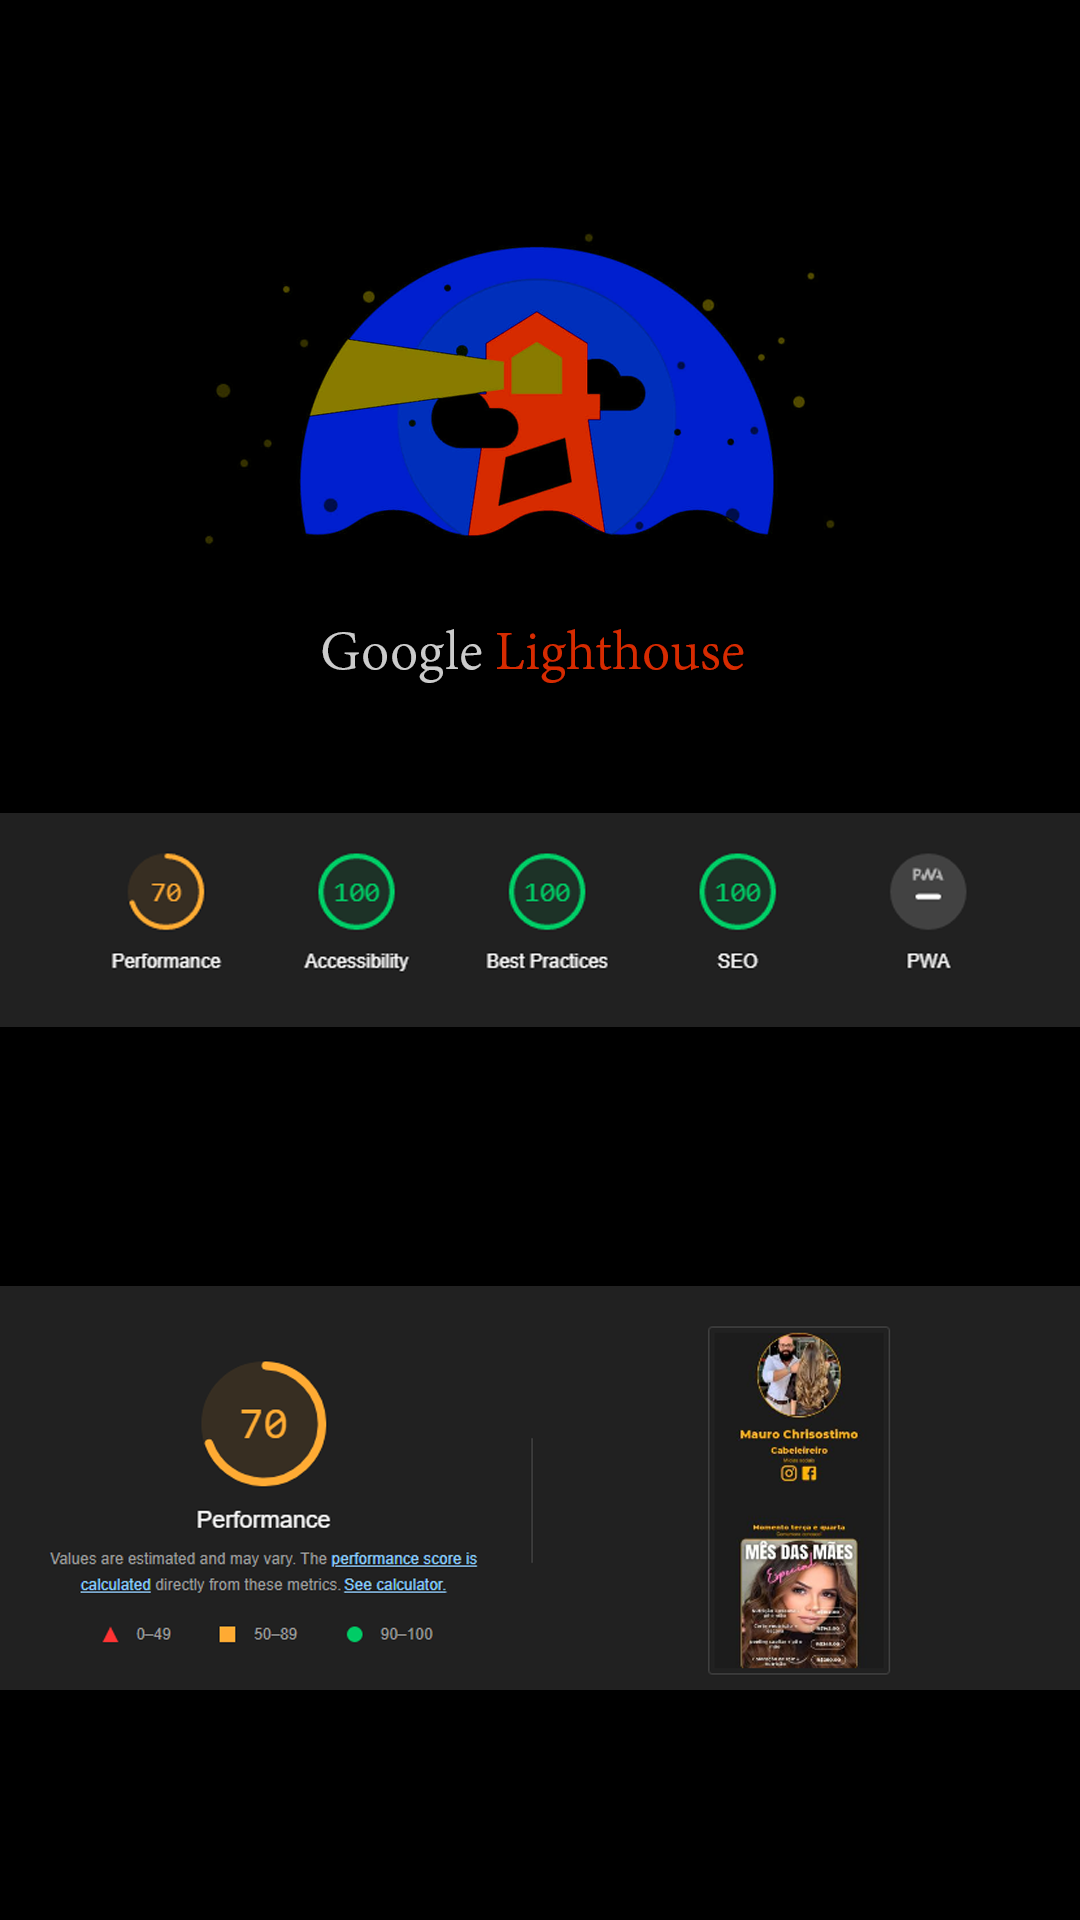 Google Lighthouse
70
100
100
100
PWA
Performance
Accessibility
Best Practices
SEO
PWA
70
Performance
Values are estimated and may vary. The performance score is
calculated directly from these metrics. See calculator.
0–49
50–89
90–100
Mauro Chrisostimo
Cabeleireiro
Momento terça e quarta
MÊS DAS MÃES
Especial